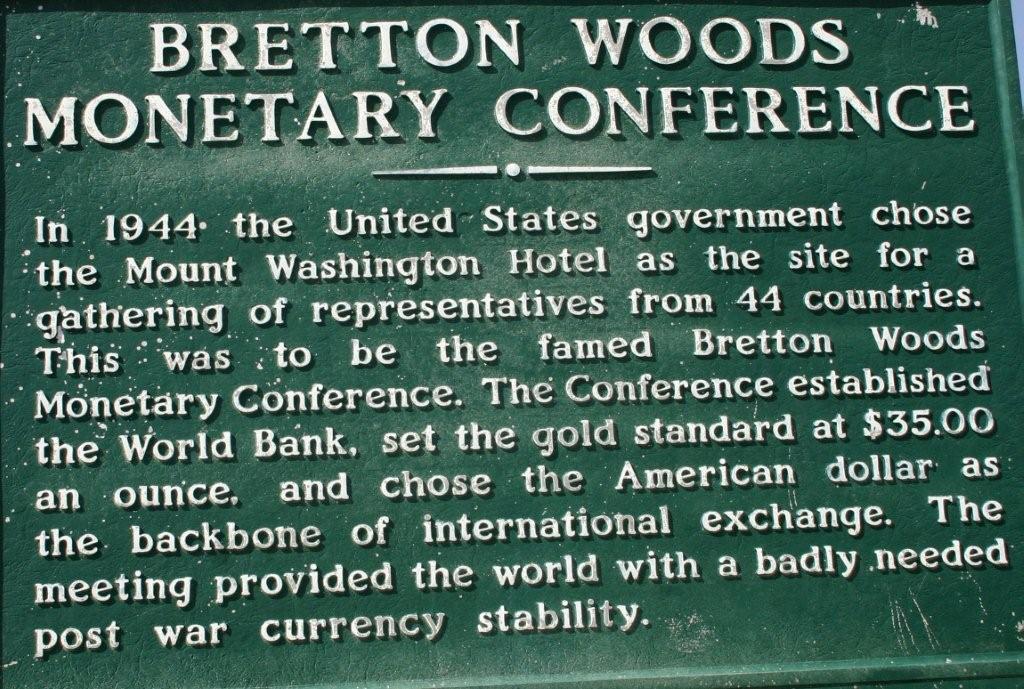 BRETTON WOODS
MONETARY CONFERENCE
In 1944 the United States government chose
the Mount Washington Hotel as the site for a
gathering of representatives from 44 countries.
This was to be the famed Bretton Woods
Monetary Conference. The Conference established
the World Bank, set the gold standard at $35.00
an ounce, and chose the American dollar as
the backbone of international exchange. The
meeting provided the world with a badly needed
post war currency stability.